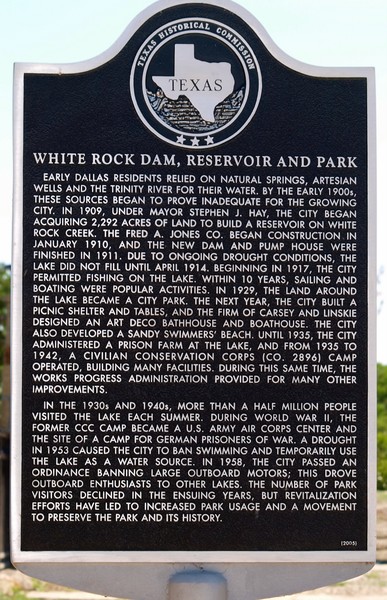 TEXAS HISTORICAL COMMISSION
TEXAS
WHITE ROCK DAM, RESERVOIR AND PARK
EARLY DALLAS RESIDENTS RELIED ON NATURAL SPRINGS, ARTESIAN
WELLS AND THE TRINITY RIVER FOR THEIR WATER. BY THE EARLY 1900s,
THESE SOURCES BEGAN TO PROVE INADEQUATE FOR THE GROWING
CITY. IN 1909, UNDER MAYOR STEPHEN J. HAY, THE CITY BEGAN
ACQUIRING 2,292 ACRES OF LAND TO BUILD A RESERVOIR ON WHITE
ROCK CREEK. THE FRED A. JONES CO. BEGAN CONSTRUCTION IN
JANUARY 1910, AND THE NEW DAM AND PUMP HOUSE WERE
FINISHED IN 1911. DUE TO ONGOING DROUGHT CONDITIONS, THE
LAKE DID NOT FILL UNTIL APRIL 1914. BEGINNING IN 1917, THE CITY
PERMITTED FISHING ON THE LAKE. WITHIN 10 YEARS, SAILING AND
BOATING WERE POPULAR ACTIVITIES. IN 1929, THE LAND AROUND
THE LAKE BECAME A CITY PARK. THE NEXT YEAR, THE CITY BUILT A
PICNIC SHELTER AND TABLES, AND THE FIRM OF CARSEY AND LINSKIE
DESIGNED AN ART DECO BATHHOUSE AND BOATHOUSE. THE CITY
ALSO DEVELOPED A SANDY SWIMMERS' BEACH. UNTIL 1935, THE CITY
ADMINISTERED A PRISON FARM AT THE LAKE, AND FROM 1935 TO
1942, A CIVILIAN CONSERVATION CORPS (CO. 2896) CAMP
OPERATED, BUILDING MANY FACILITIES. DURING THIS SAME TIME, THE
WORKS PROGRESS ADMINISTRATION PROVIDED FOR MANY OTHER
IMPROVEMENTS.
IN THE 1930s AND 1940s, MORE THAN A HALF MILLION PEOPLE
VISITED THE LAKE EACH SUMMER. DURING WORLD WAR II, THE
FORMER CCC CAMP BECAME A U.S. ARMY AIR CORPS CENTER AND
THE SITE OF A CAMP FOR GERMAN PRISONERS OF WAR. A DROUGHT
IN 1953 CAUSED THE CITY TO BAN SWIMMING AND TEMPORARILY USE
THE LAKE AS A WATER SOURCE. IN 1958, THE CITY PASSED AN
ORDINANCE BANNING LARGE OUTBOARD MOTORS; THIS DROVE
OUTBOARD ENTHUSIASTS TO OTHER LAKES. THE NUMBER OF PARK
VISITORS DECLINED IN THE ENSUING YEARS, BUT REVITALIZATION
EFFORTS HAVE LED TO INCREASED PARK USAGE AND A MOVEMENT
TO PRESERVE THE PARK AND ITS HISTORY.
(2005)